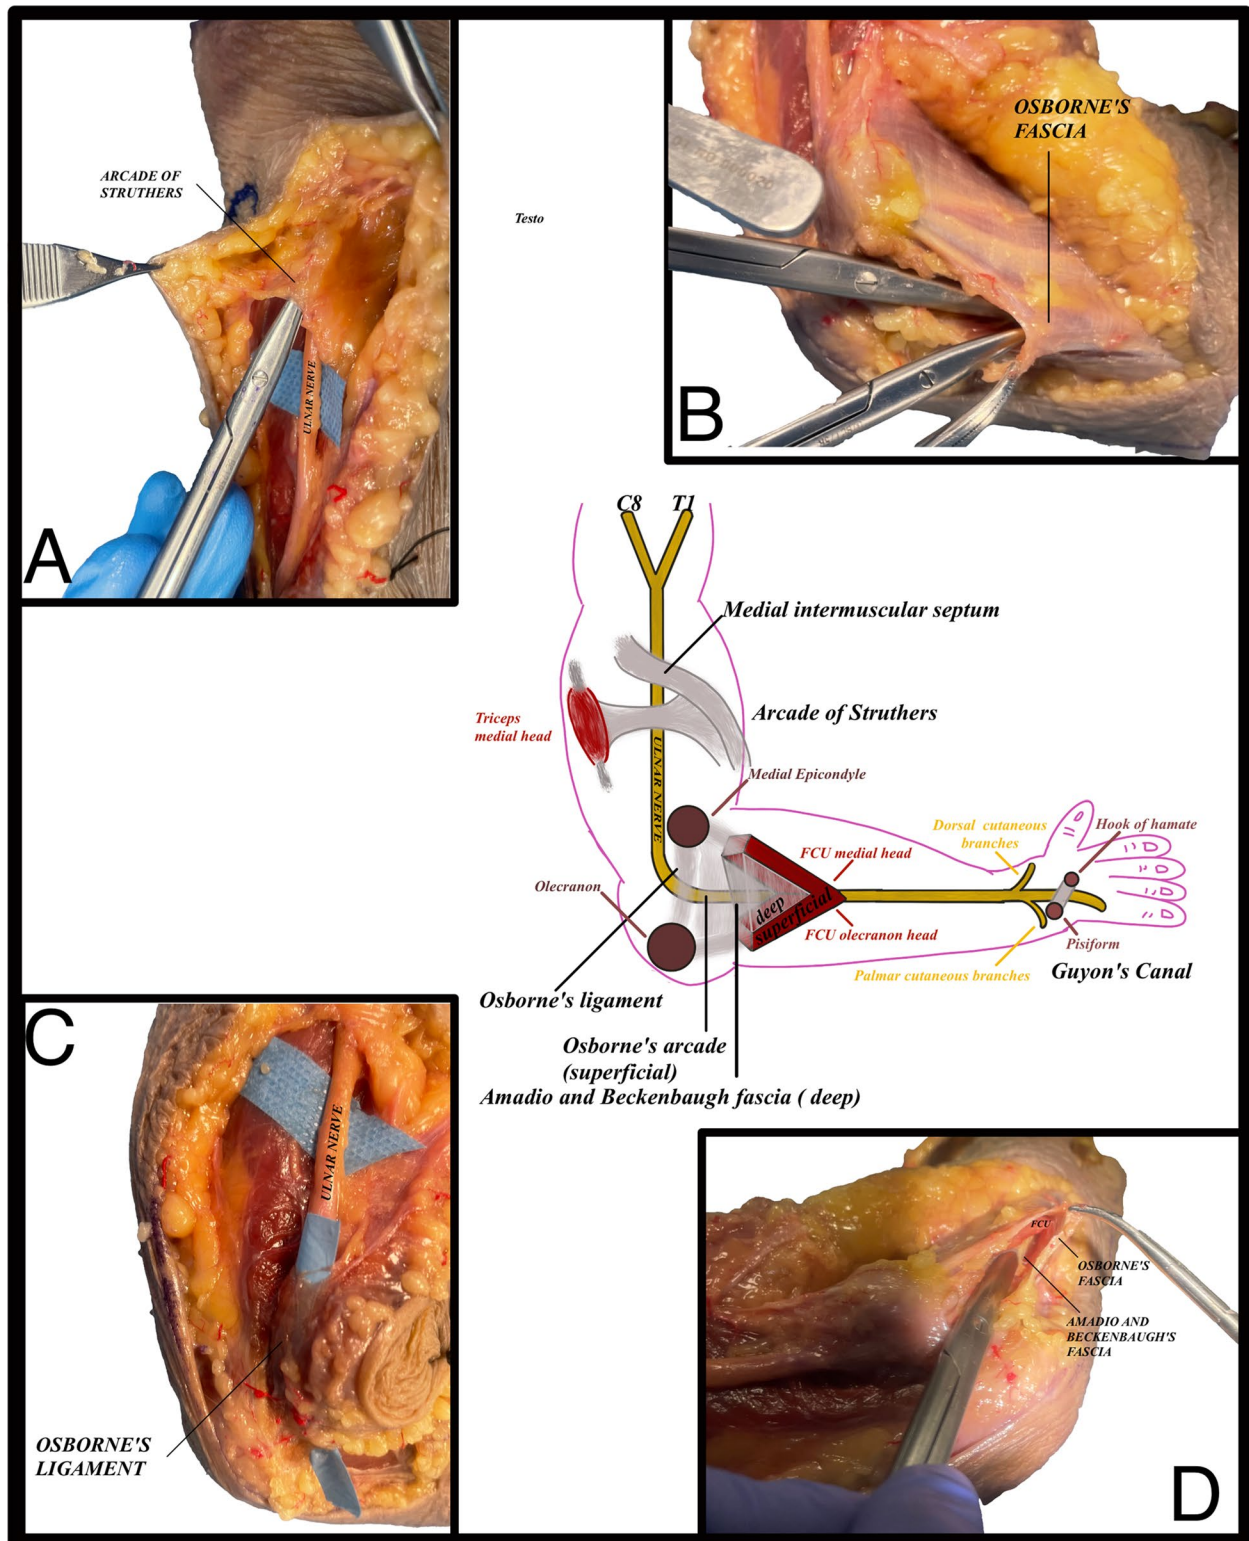 ARCADE OF
STRUTHERS
ULNAR NERVE
A
Testo
OSBORNE'S
FASCIA
B
C8 T1
Medial intermuscular septum
Arcade of Struthers
Triceps
medial head
ULNAR NERVE
Medial Epicondyle
Dorsal cutaneous
branches
Hook of hamate
FCU medial head
Olecranon
deep
superficial
FCU olecranon head
Pisiform
Palmar cutaneous branches
Guyon's Canal
Osborne's ligament
Osborne's arcade
(superficial)
Amadio and Beckenbaugh fascia ( deep)
C
ULNAR NERVE
OSBORNE'S
LIGAMENT
FCU
OSBORNE'S
FASCIA
AMADIO AND
BECKENBAUGH'S
FASCIA
D